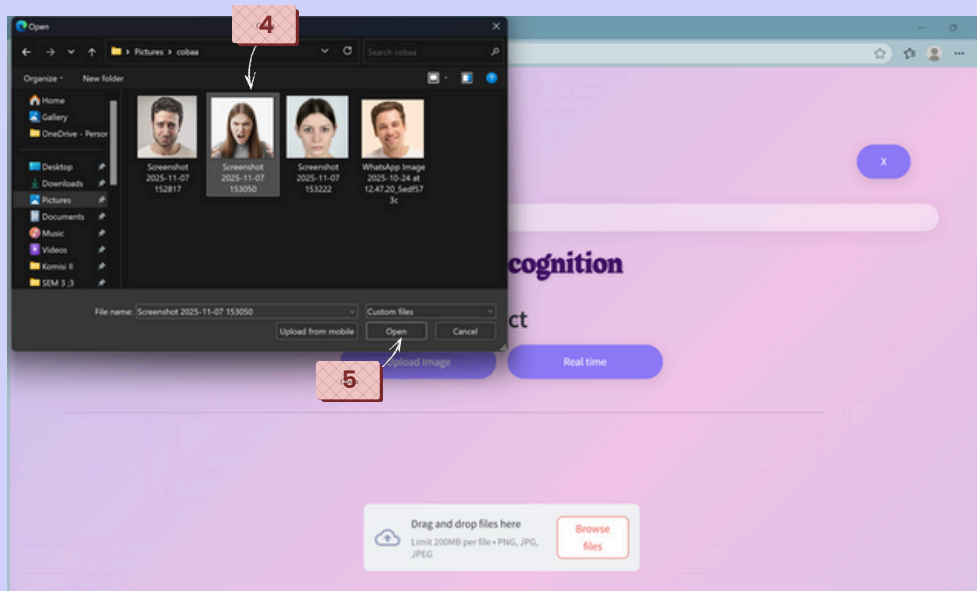 Open
4
Pictures > cobaa
Search cobaa
Organize
New folder
Home
Gallery
OneDrive - Persor
Desktop
Downloads
Pictures
Documents
Music
Videos
Komisi II
SEM 3 ;3
Screenshot
2025-11-07
152817
Screenshot
2025-11-07
153050
Screenshot
2025-11-07
153222
WhatsApp Image
2025-10-24 at
12.47.20_5edf57
3c
File name:
Screenshot 2025-11-07 153050
Custom files
Upload from mobile
Open
Cancel
X
cognition
ct
Upload Image
Real time
5
Drag and drop files here
Limit 200MB per file • PNG, JPG,
JPEG
Browse
files